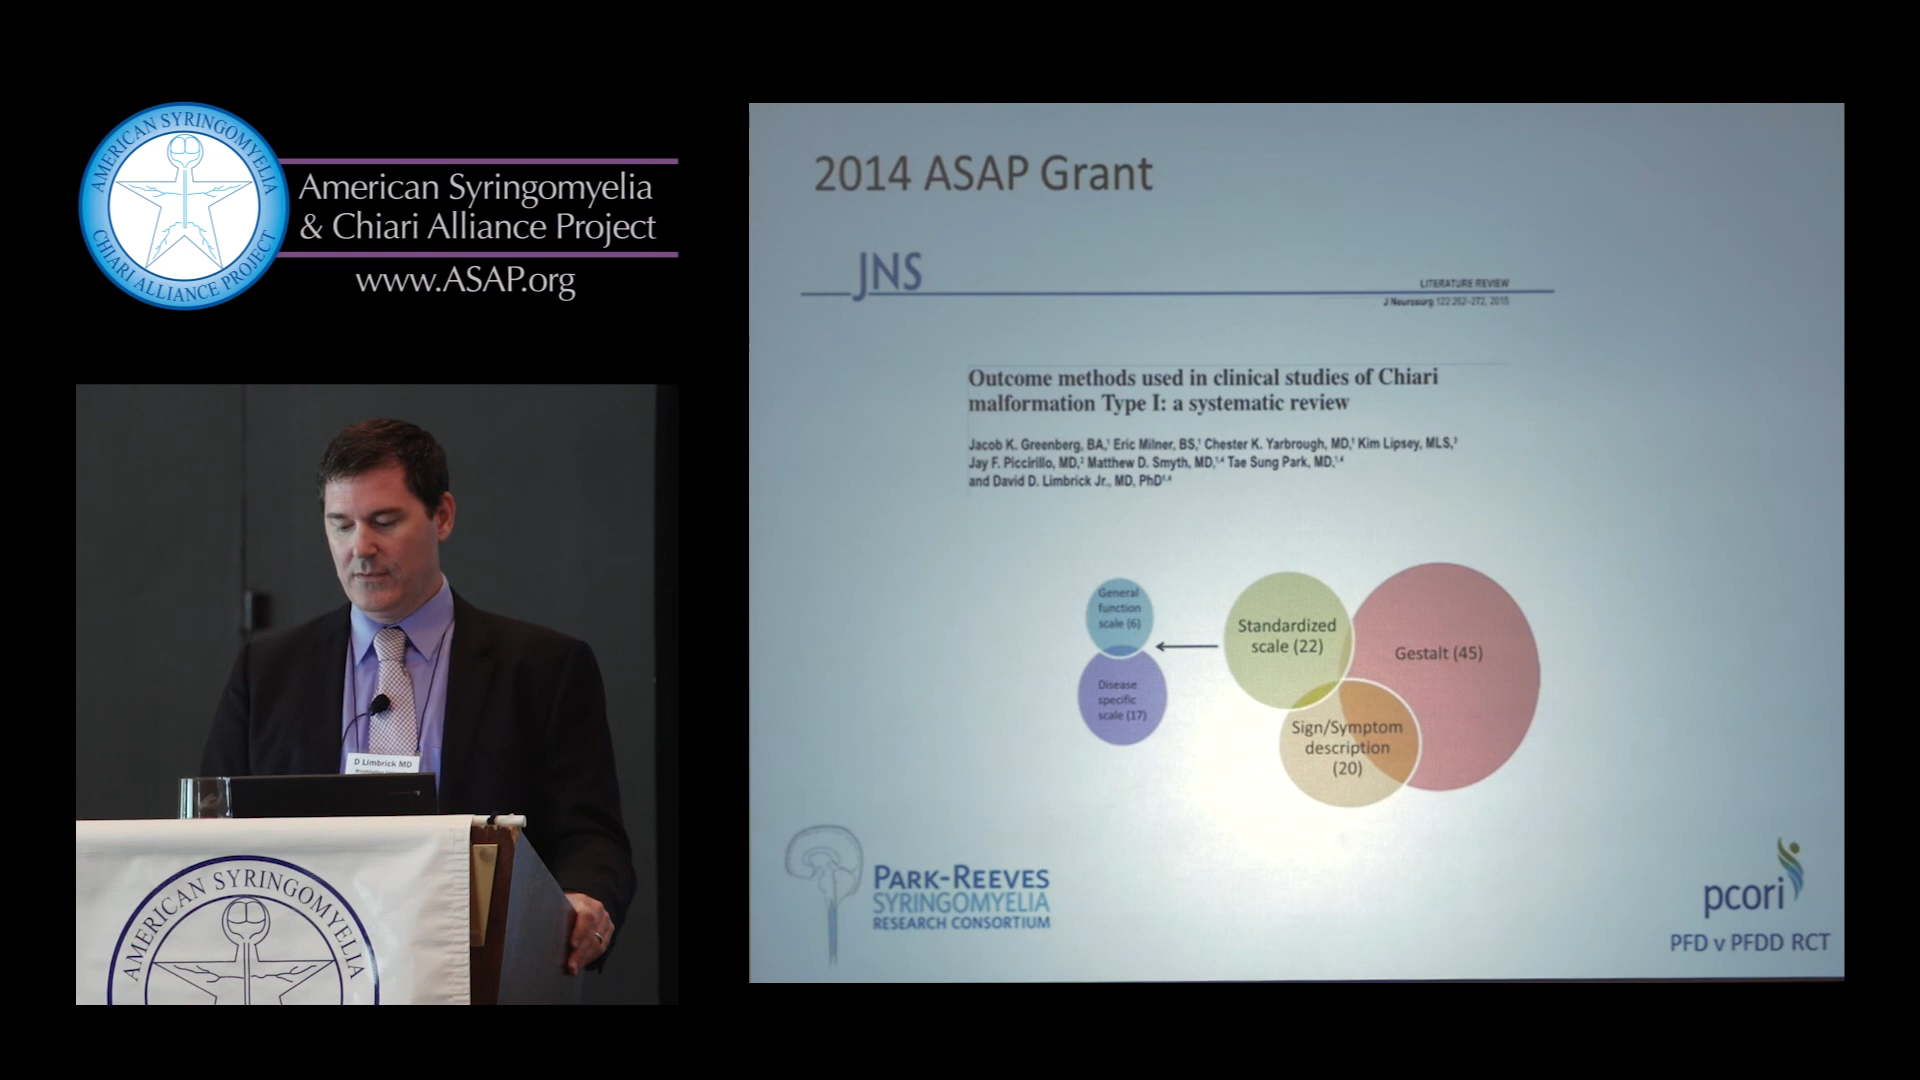 AMERICAN SYRINGOMYELIA
CHIARI ALLIANCE PROJECT
American Syringomyelia
& Chiari Alliance Project
www.ASAP.org
D Limbrick MD
AMERICAN SYRINGOMYELIA
2014 ASAP Grant
JNS
LITERATURE REVIEW
J Neurosurg 122:262–272, 2015
Outcome methods used in clinical studies of Chiari
malformation Type I: a systematic review
Jacob K. Greenberg, BA,¹ Eric Milner, BS,¹ Chester K. Yarbrough, MD,¹ Kim Lipsey, MLS,³
Jay F. Piccirillo, MD,² Matthew D. Smyth, MD,¹,⁴ Tae Sung Park, MD,¹,⁴
and David D. Limbrick Jr., MD, PhD¹,⁴
General
function
scale (6)
Disease
specific
scale (17)
Standardized
scale (22)
Gestalt (45)
Sign/Symptom
description
(20)
PARK-REEVES
SYRINGOMYELIA
RESEARCH CONSORTIUM
pcori
PFD v PFDD RCT